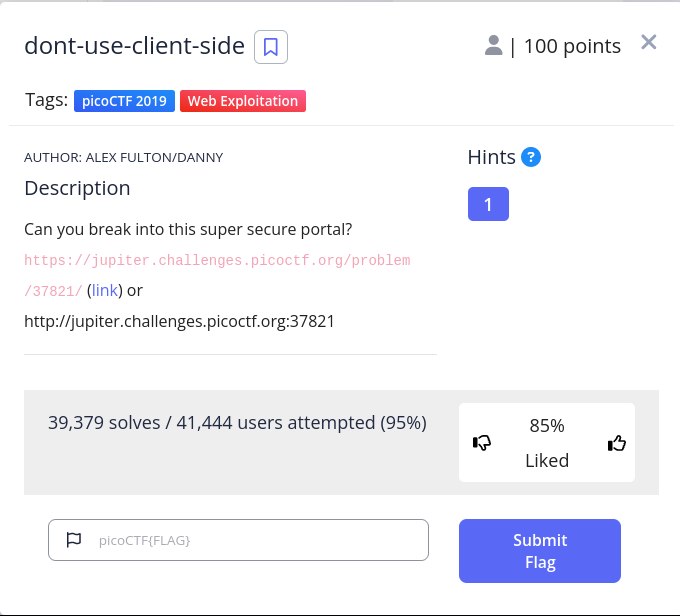 dont-use-client-side
| 100 points
Tags: picoCTF 2019 Web Exploitation
AUTHOR: ALEX FULTON/DANNY
Description
Can you break into this super secure portal?
https://jupiter.challenges.picoctf.org/problem
/37821/ (link) or
http://jupiter.challenges.picoctf.org:37821
Hints ?
1
39,379 solves / 41,444 users attempted (95%)
85%
Liked
picoCTF{FLAG}
Submit
Flag